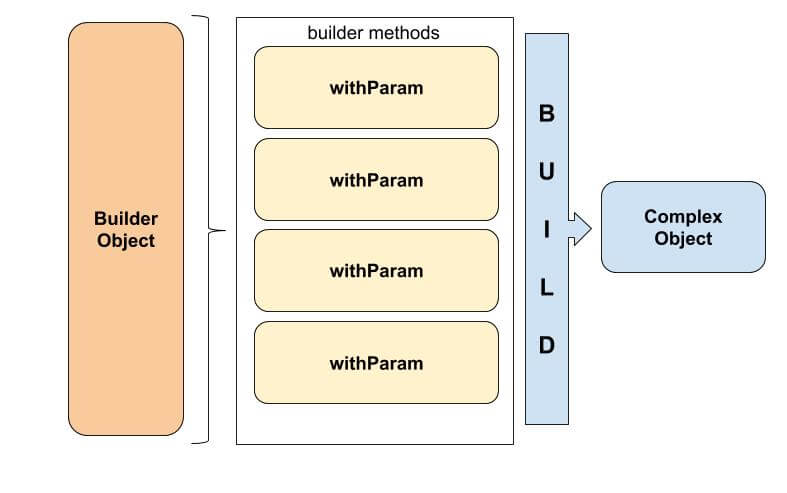 Builder
Object
builder methods
withParam
withParam
withParam
withParam
B
U
I
L
D
Complex
Object